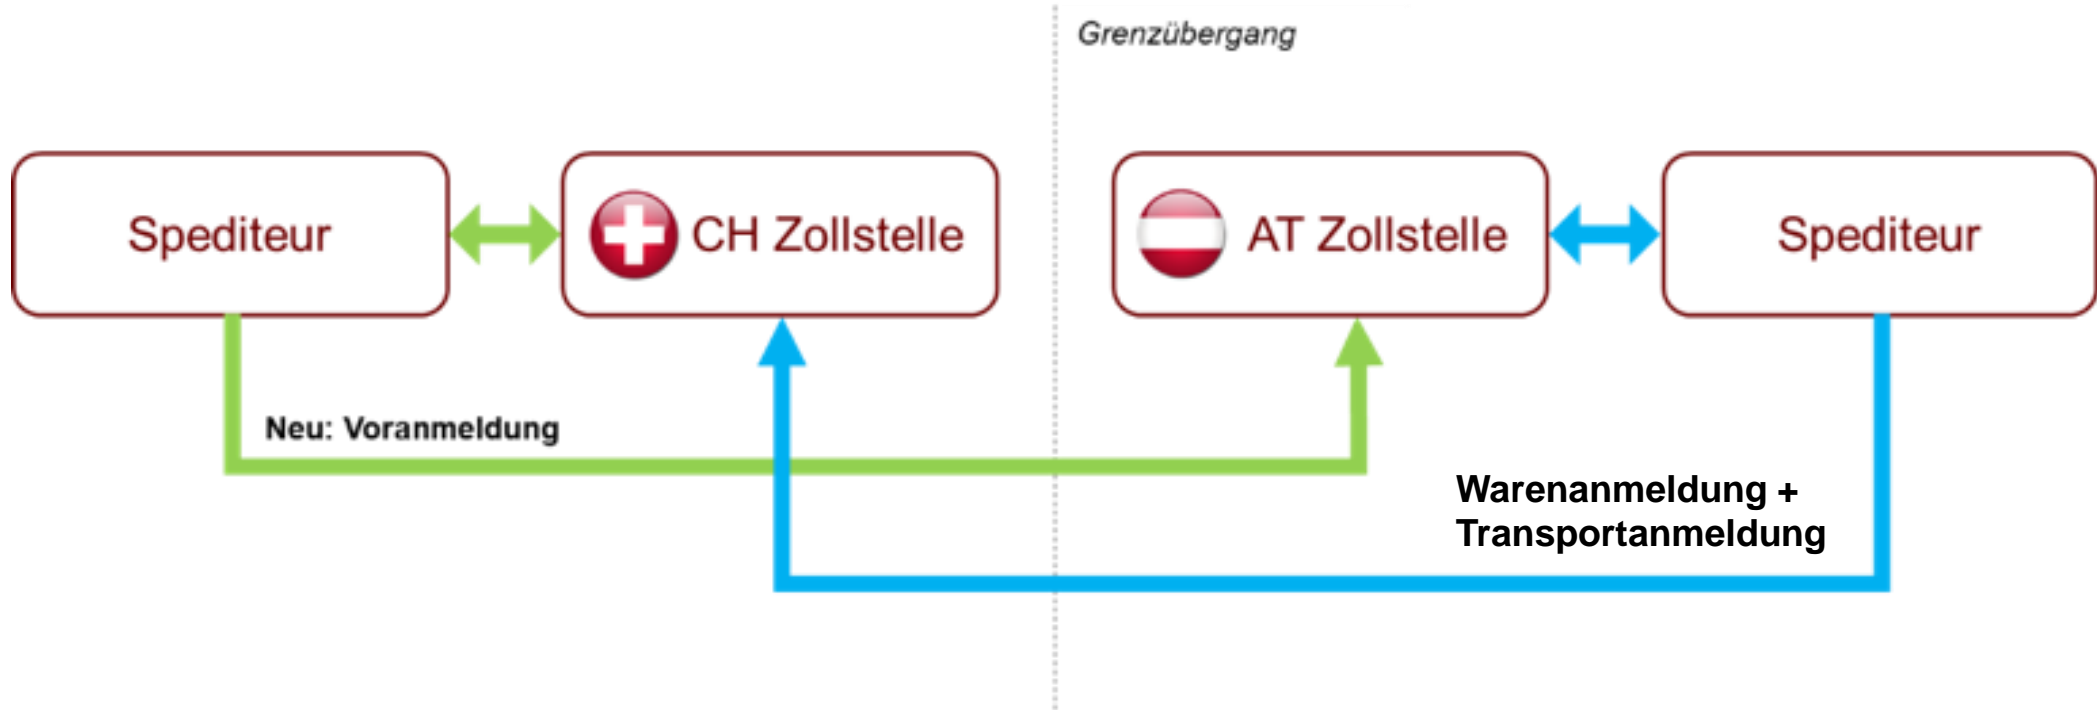 Grenzübergang
Spediteur
CH Zollstelle
AT Zollstelle
Spediteur
Neu: Voranmeldung
Warenanmeldung +
Transportanmeldung